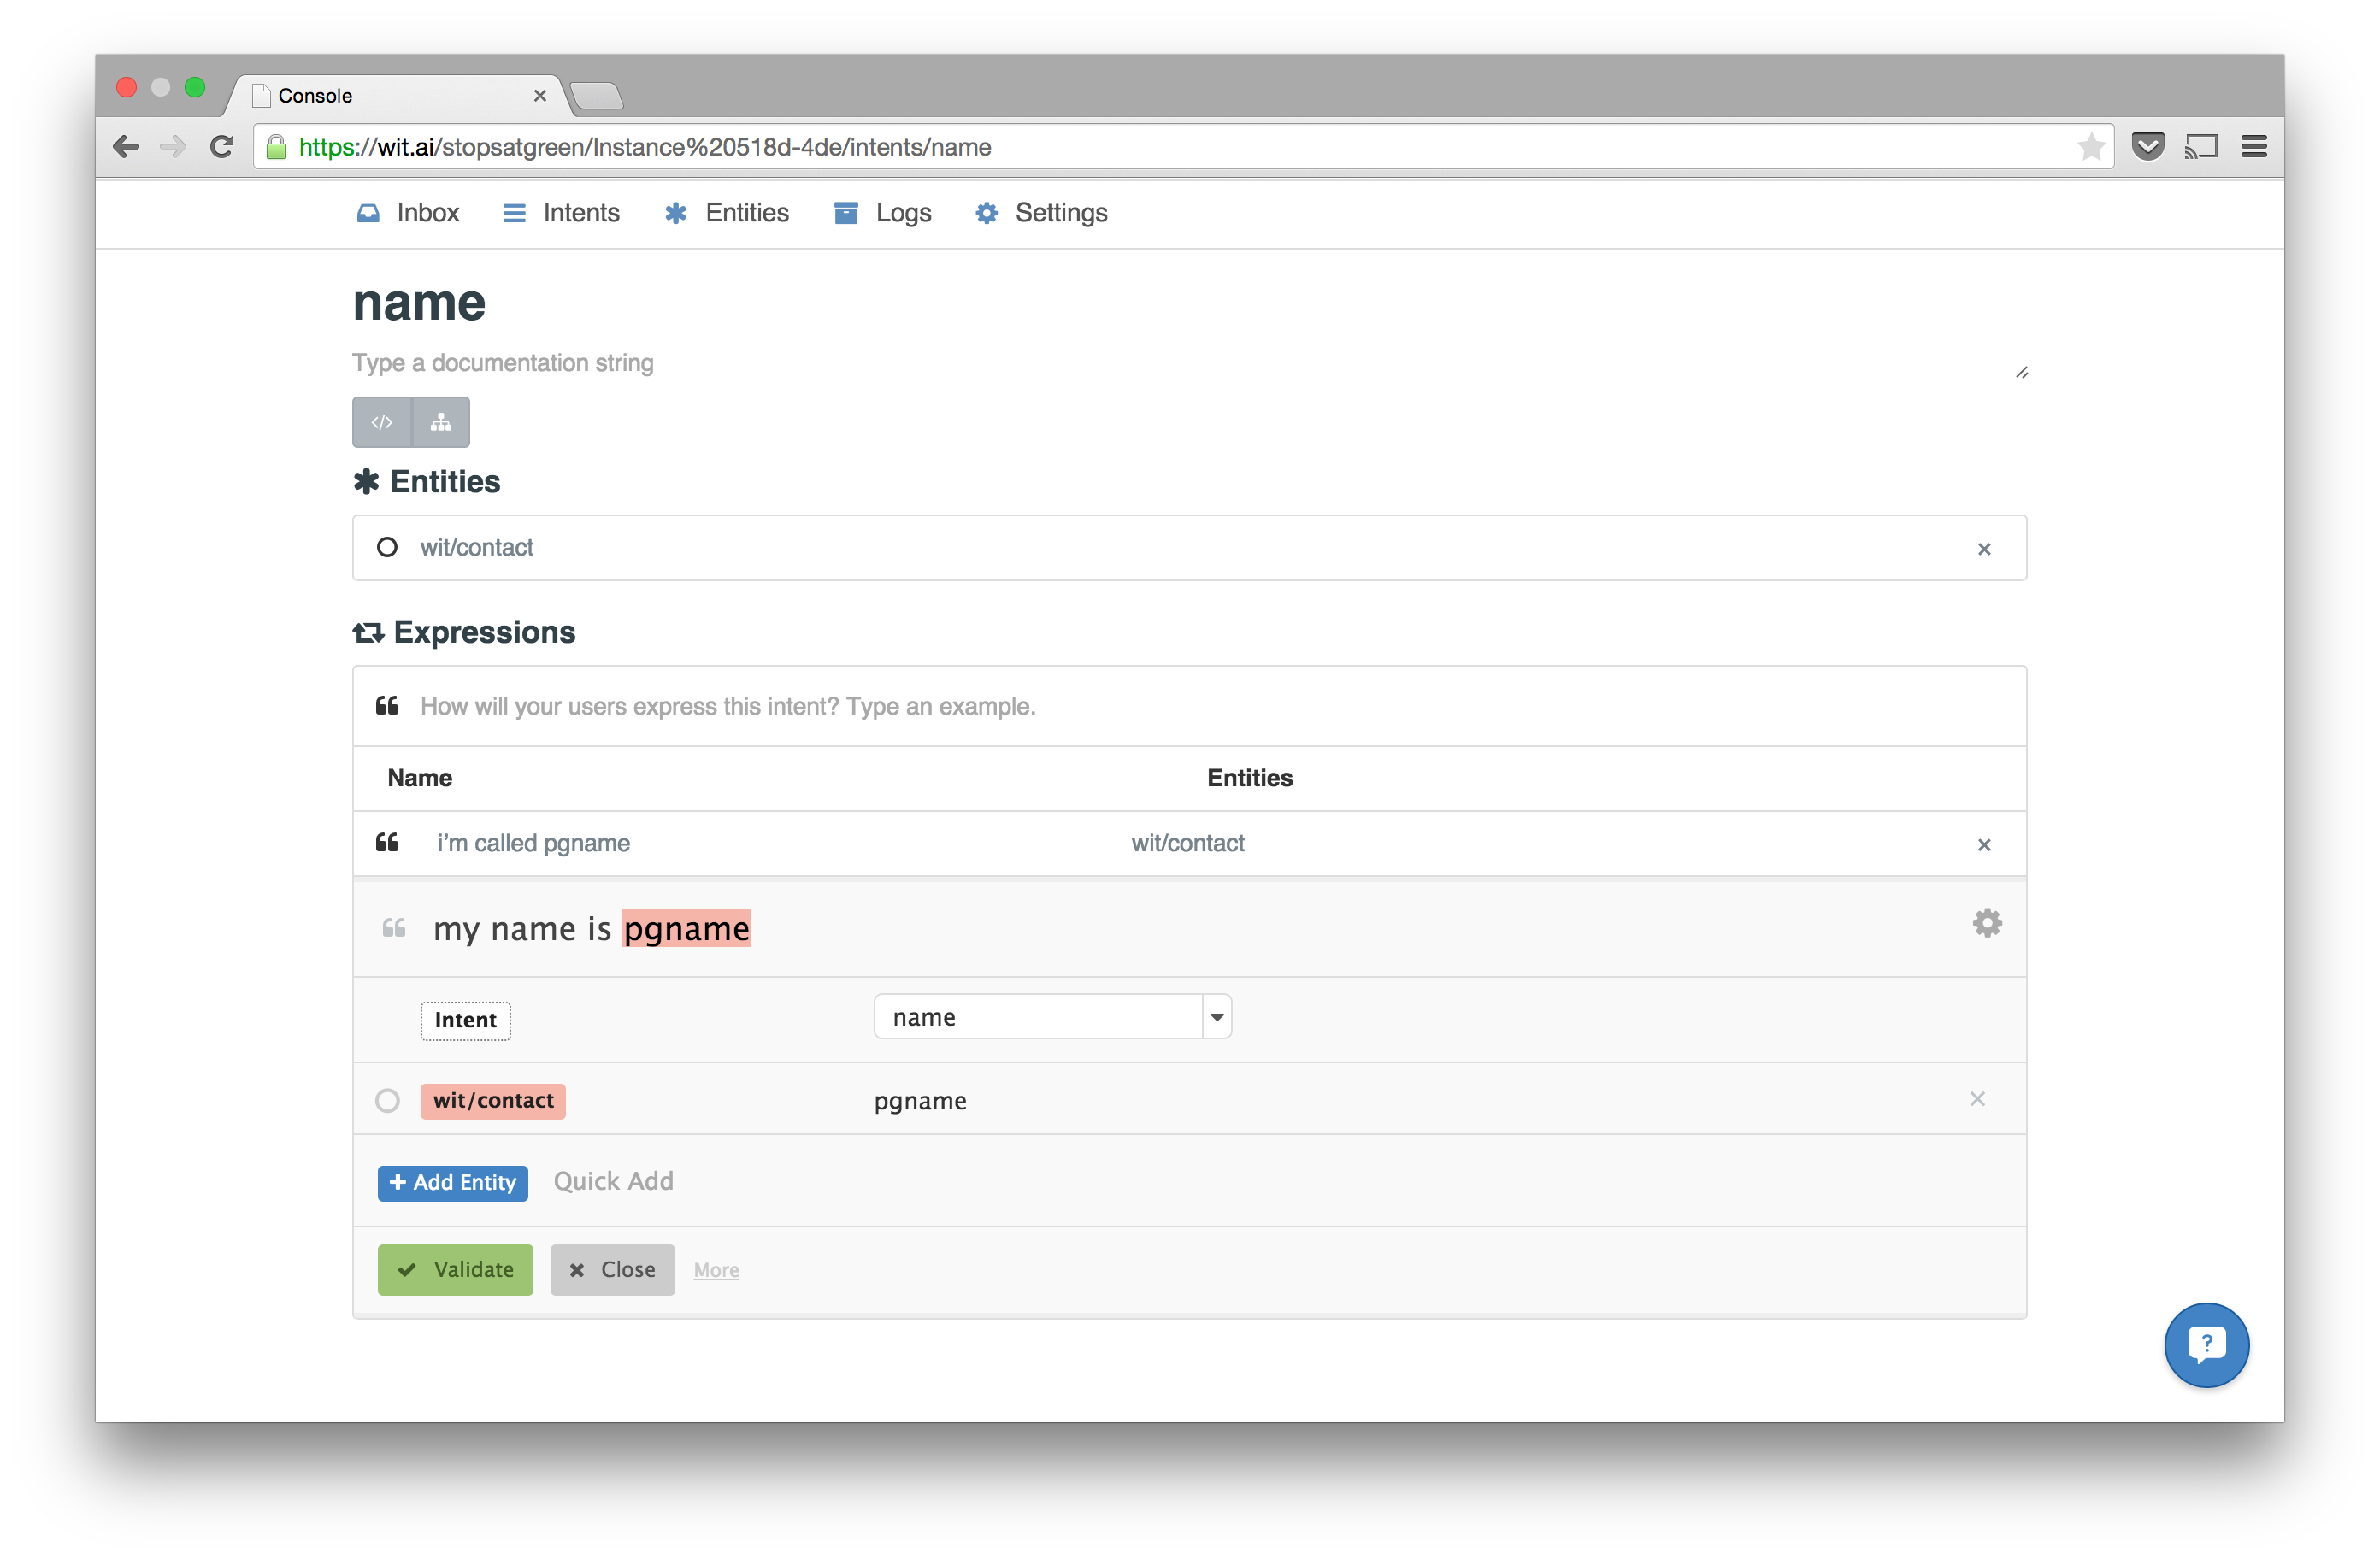 Console
https://wit.ai/stopsatgreen/Instance%20518d-4de/intents/name
Inbox Intents Entities Logs Settings
name
Type a documentation string
</>
Entities
wit/contact
Expressions
How will your users express this intent? Type an example.
Name Entities
i’m called pgname wit/contact
my name is pgname
Intent name
wit/contact pgname
Add Entity Quick Add
Validate Close More
?